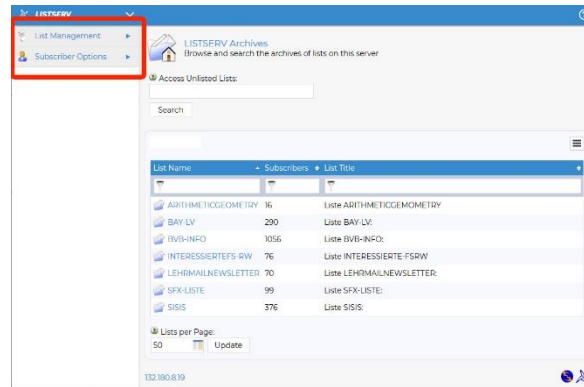 LISTSERV
List Management
Subscriber Options
LISTSERV Archives
Browse and search the archives of lists on this server
Access Unlisted Lists:
Search
List Name Subscribers List Title
ARITHMETICGEOMETRY 16 Liste ARITHMETICGEMOMETRY
BAY-LV 290 Liste BAY-LV:
BVB-INFO 1056 Liste BVB-INFO:
INTERESSIERTEFS-RW 76 Liste INTERESSIERTE-FSRW
LEHRMAILNEWSLETTER 70 Liste LEHRMAILNEWSLETTER:
SFX-LISTE 99 Liste SFX-LISTE:
SISIS 376 Liste SISIS:
Lists per Page:
50 Update
132.180.8.19